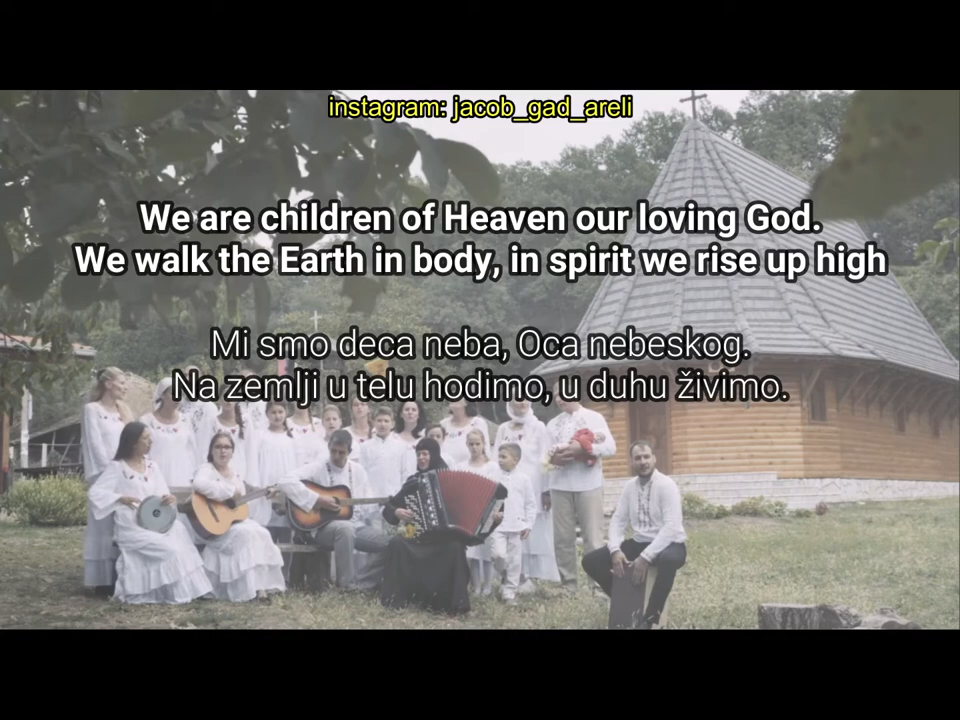 instagram: jacob_gad_areli
We are children of Heaven our loving God.
We walk the Earth in body, in spirit we rise up high
Mi smo deca neba, Oca nebeskog.
Na zemlji u telu hodimo, u duhu živimo.